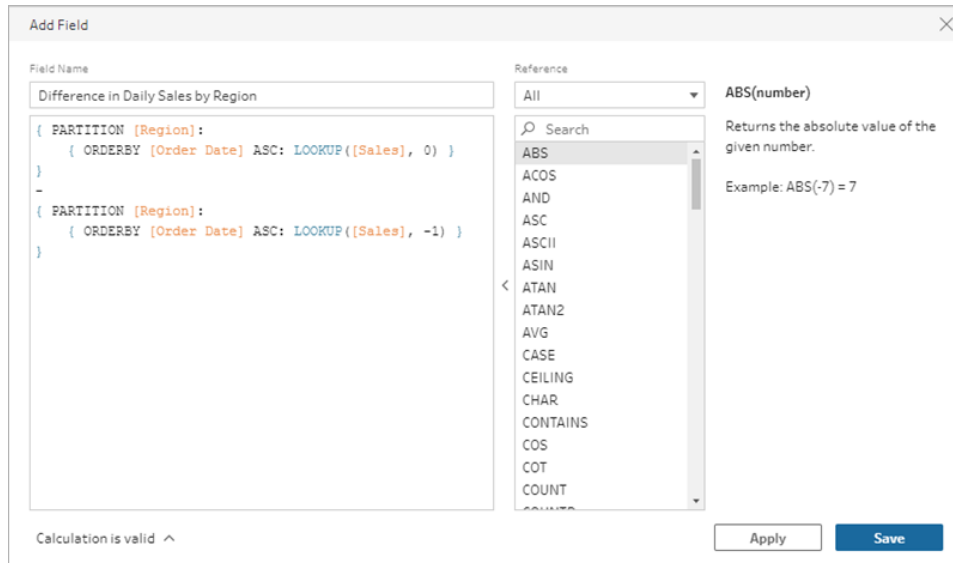 Add Field
Field Name
Difference in Daily Sales by Region
{ PARTITION [Region]:
{ ORDERBY [Order Date] ASC: LOOKUP([Sales], 0) }
}
-
{ PARTITION [Region]:
{ ORDERBY [Order Date] ASC: LOOKUP([Sales], -1) }
}
Calculation is valid
Reference
All
Search
ABS
ACOS
AND
ASC
ASCII
ASIN
ATAN
ATAN2
AVG
CASE
CEILING
CHAR
CONTAINS
COS
COT
COUNT
ABS(number)
Returns the absolute value of the
given number.
Example: ABS(-7) = 7
Apply
Save